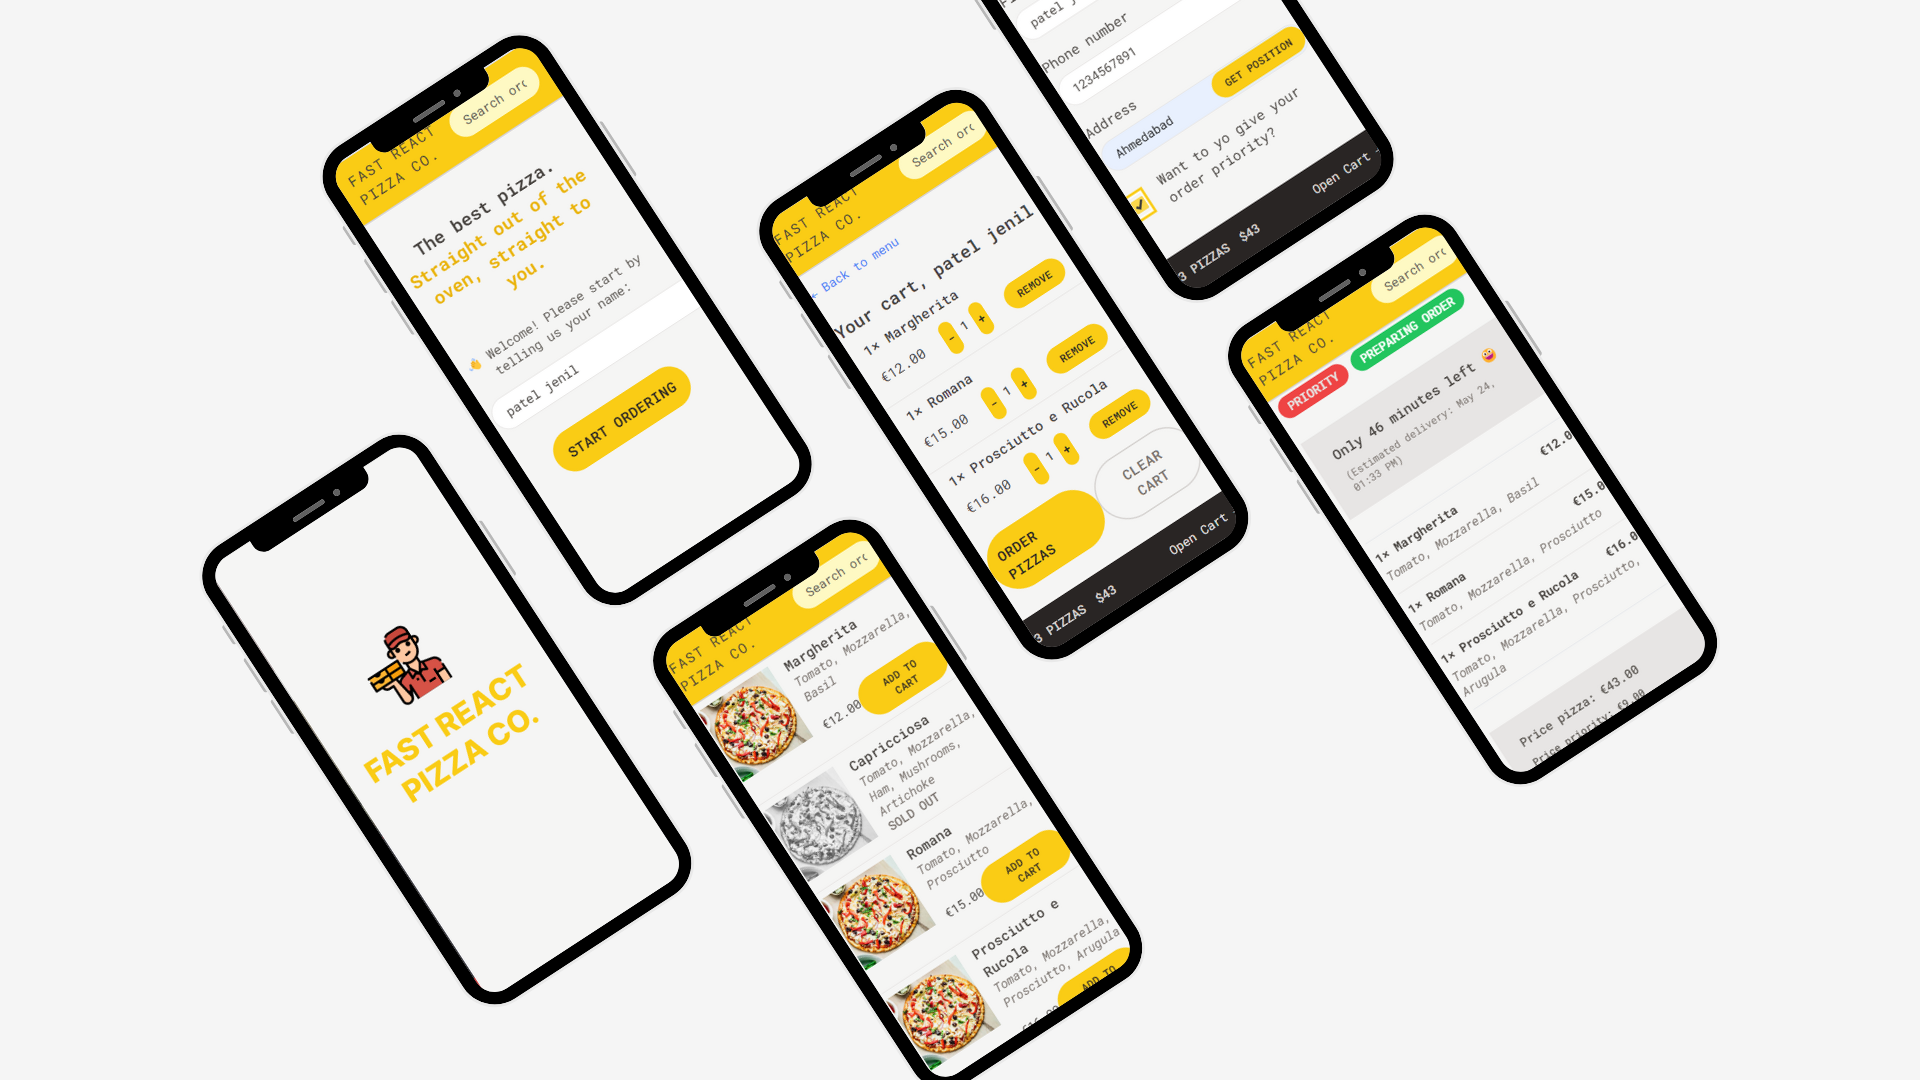 FAST REACT
PIZZA CO.
FAST REACT
PIZZA CO.
Search orc
The best pizza.
Straight out of the
oven, straight to
you.
👋 Welcome! Please start by
telling us your name:
patel jenil
START ORDERING
FAST REACT
PIZZA CO.
Search orc
Margherita
Tomato, Mozzarella,
Basil
€12.00
ADD TO
CART
Capricciosa
Tomato, Mozzarella,
Ham, Mushrooms,
Artichoke
SOLD OUT
Romana
Tomato, Mozzarella,
Prosciutto
€15.00
ADD TO
CART
Prosciutto e
Rucola
Tomato, Mozzarella,
Prosciutto, Arugula
€16.00
ADD TO
FAST REACT
PIZZA CO.
Search orc
← Back to menu
Your cart, patel jenil
1× Margherita
€12.00
- 1 +
REMOVE
1× Romana
€15.00
- 1 +
REMOVE
1× Prosciutto e Rucola
€16.00
- 1 +
REMOVE
ORDER
PIZZAS
CLEAR
CART
3 PIZZAS $43
Open Cart
patel
Phone number
1234567891
Address
Ahmedabad
GET POSITION
Want to yo give your
order priority?
3 PIZZAS $43
Open Cart
FAST REACT
PIZZA CO.
Search orc
PRIORITY
PREPARING ORDER
Only 46 minutes left 😜
(Estimated delivery: May 24,
01:33 PM)
1× Margherita
€12.0
Tomato, Mozzarella, Basil
1× Romana
€15.0
Tomato, Mozzarella, Prosciutto
1× Prosciutto e Rucola
€16.0
Tomato, Mozzarella, Prosciutto,
Arugula
Price pizza: €43.00
Price priority: €9.00